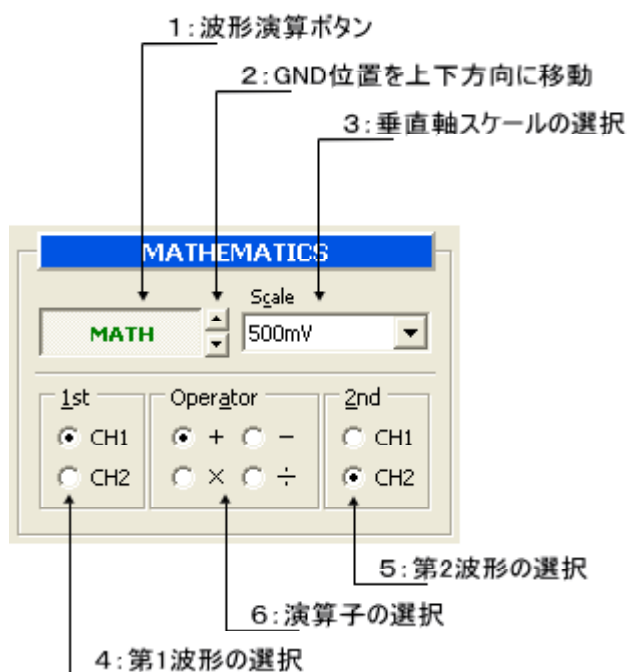 1:波形演算ボタン
2:GND位置を上下方向に移動
3:垂直軸スケールの選択
MATHEMATICS
Scale
MATH
500mV
1st
Operator
2nd
CH1
+
−
CH1
CH2
×
÷
CH2
5:第2波形の選択
6:演算子の選択
4:第1波形の選択